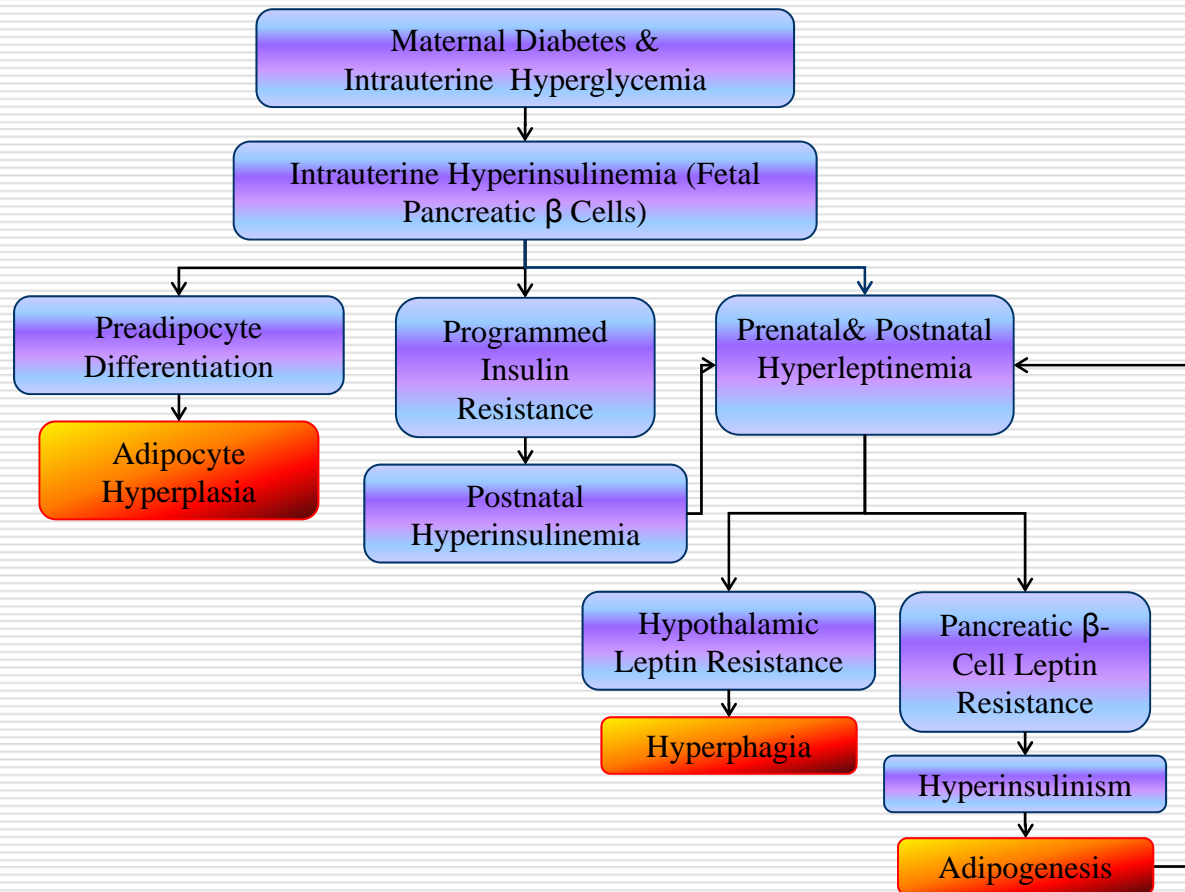 Maternal Diabetes &
Intrauterine Hyperglycemia
Intrauterine Hyperinsulinemia (Fetal
Pancreatic β Cells)
Preadipocyte
Differentiation
Programmed
Insulin
Resistance
Prenatal& Postnatal
Hyperleptinemia
Adipocyte
Hyperplasia
Postnatal
Hyperinsulinemia
Hypothalamic
Leptin Resistance
Pancreatic β-
Cell Leptin
Resistance
Hyperphagia
Hyperinsulinism
Adipogenesis